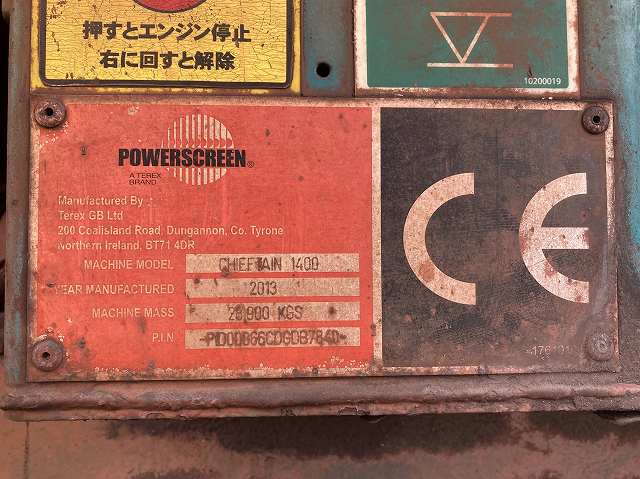 押すとエンジン停止
右に回すと解除
10200019
POWERSCREEN®
A TEREX
BRAND
Manufactured By :
Terex GB Ltd
200 Coalisland Road, Dungannon, Co. Tyrone
Northern Ireland, BT71 4DR
MACHINE MODEL CHIEFTAIN 1400
YEAR MANUFACTURED 2013
MACHINE MASS KGS
P.I.N
CE